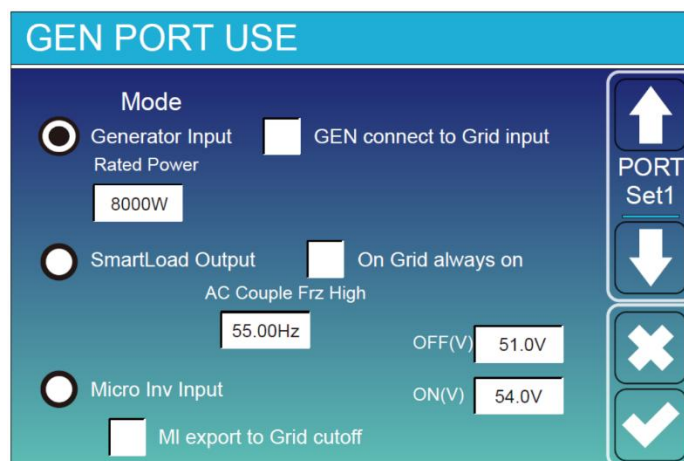 GEN PORT USE
Mode
Generator Input
GEN connect to Grid input
Rated Power
8000W
SmartLoad Output
On Grid always on
AC Couple Frz High
55.00Hz
OFF(V)
51.0V
Micro Inv Input
ON(V)
54.0V
MI export to Grid cutoff
PORT
Set1